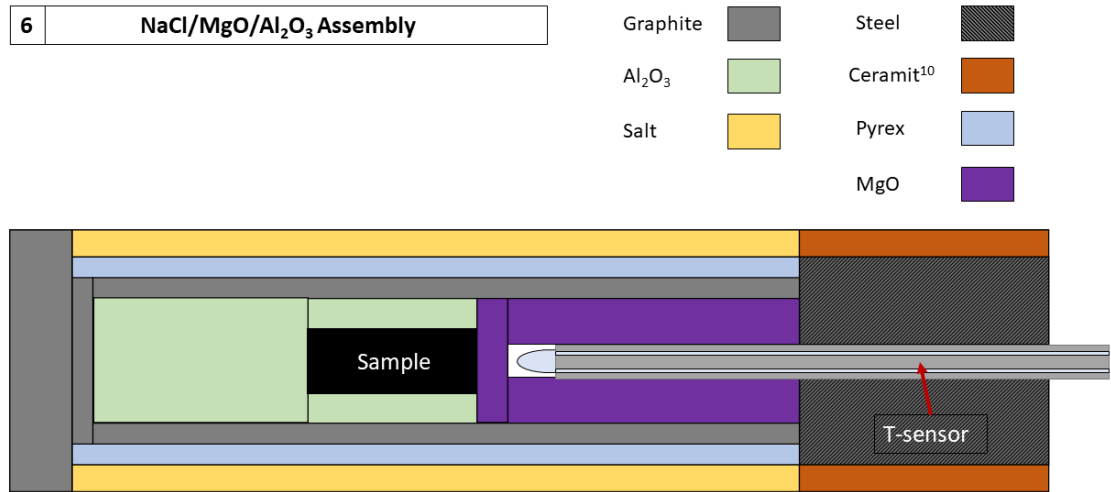 6 NaCl/MgO/Al₂O₃ Assembly
Graphite
Steel
Al₂O₃
Ceramit¹⁰
Salt
Pyrex
MgO
Sample
T-sensor